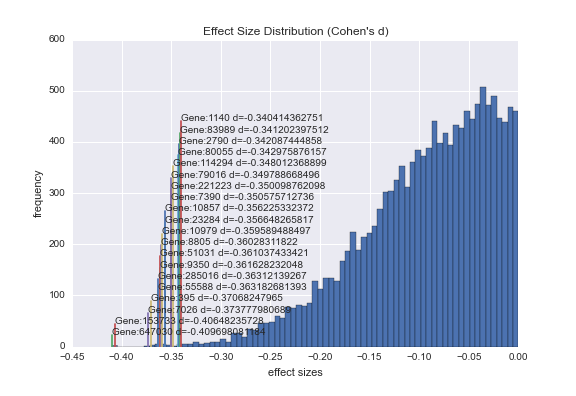 Effect Size Distribution (Cohen's d)
600
500
400
300
200
100
0
frequency
Gene:1140 d=-0.340414362751
Gene:83989 d=-0.341202397512
Gene:2790 d=-0.342087444858
Gene:80055 d=-0.342975876157
Gene:114294 d=-0.348012368899
Gene:79016 d=-0.349788668496
Gene:221223 d=-0.350098762098
Gene:7390 d=-0.350575712736
Gene:10857 d=-0.356225332372
Gene:23284 d=-0.356648265817
Gene:10979 d=-0.359589488497
Gene:8805 d=-0.36028311822
Gene:51031 d=-0.361037433421
Gene:9350 d=-0.361628232048
Gene:285016 d=-0.36312139267
Gene:55588 d=-0.363182681393
Gene:395 d=-0.37068247965
Gene:7026 d=-0.373777980689
Gene:153733 d=-0.40648235728
Gene:647030 d=-0.409698081184
−0.45 −0.40 −0.35 −0.30 −0.25 −0.20 −0.15 −0.10 −0.05 −0.00
effect sizes